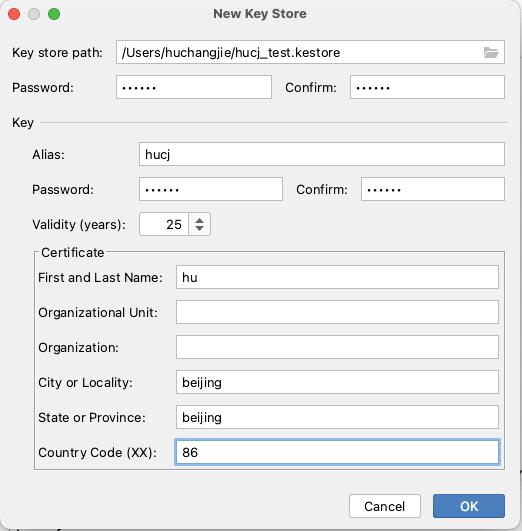 New Key Store
Key store path: /Users/huchangjie/hucj_test.kestore
Password: •••••• Confirm: ••••••
Key
Alias: hucj
Password: •••••• Confirm: ••••••
Validity (years): 25
Certificate
First and Last Name: hu
Organizational Unit:
Organization:
City or Locality: beijing
State or Province: beijing
Country Code (XX): 86
Cancel OK